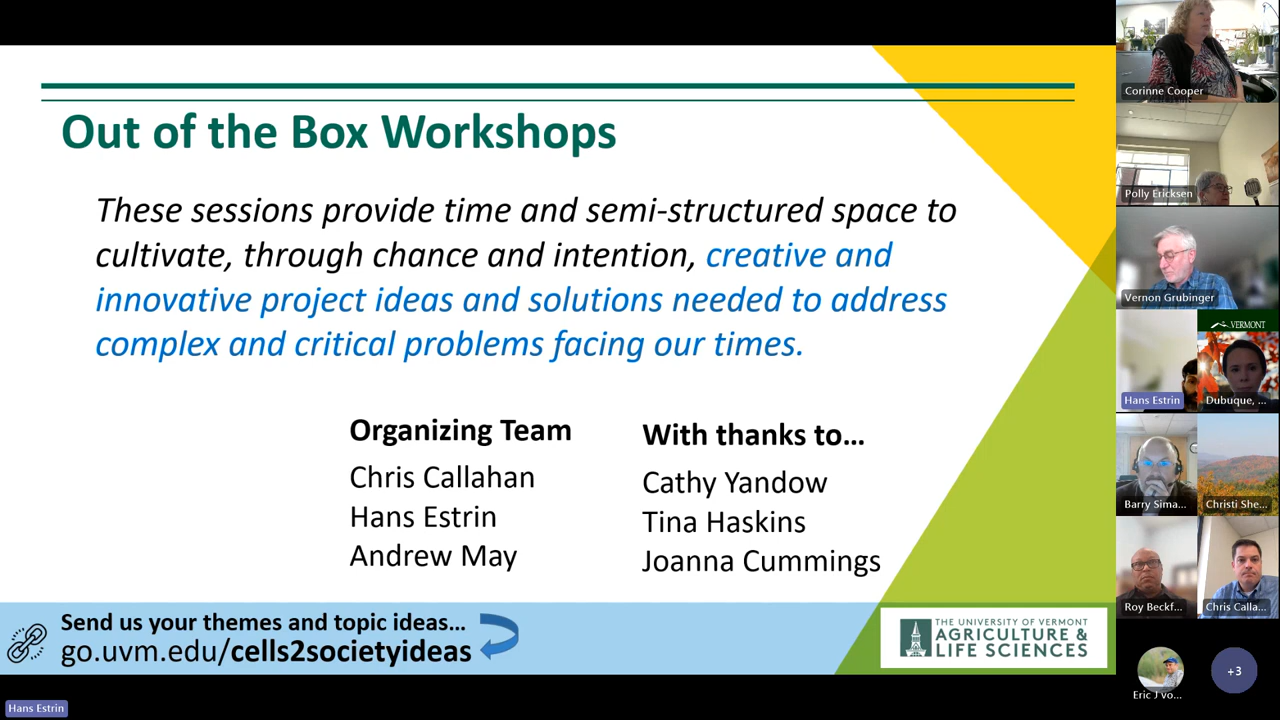 Out of the Box Workshops
These sessions provide time and semi-structured space to
cultivate, through chance and intention, creative and
innovative project ideas and solutions needed to address
complex and critical problems facing our times.
Organizing Team
Chris Callahan
Hans Estrin
Andrew May
With thanks to...
Cathy Yandow
Tina Haskins
Joanna Cummings
Send us your themes and topic ideas...
go.uvm.edu/cells2societyideas
THE UNIVERSITY OF VERMONT
AGRICULTURE &
LIFE SCIENCES
Hans Estrin
Corinne Cooper
Polly Ericksen
Vernon Grubinger
Hans Estrin
VERMONT
Dubuque, ...
Barry Sima...
Christi She...
Roy Beckf...
Chris Calla...
Eric J vo...
+3